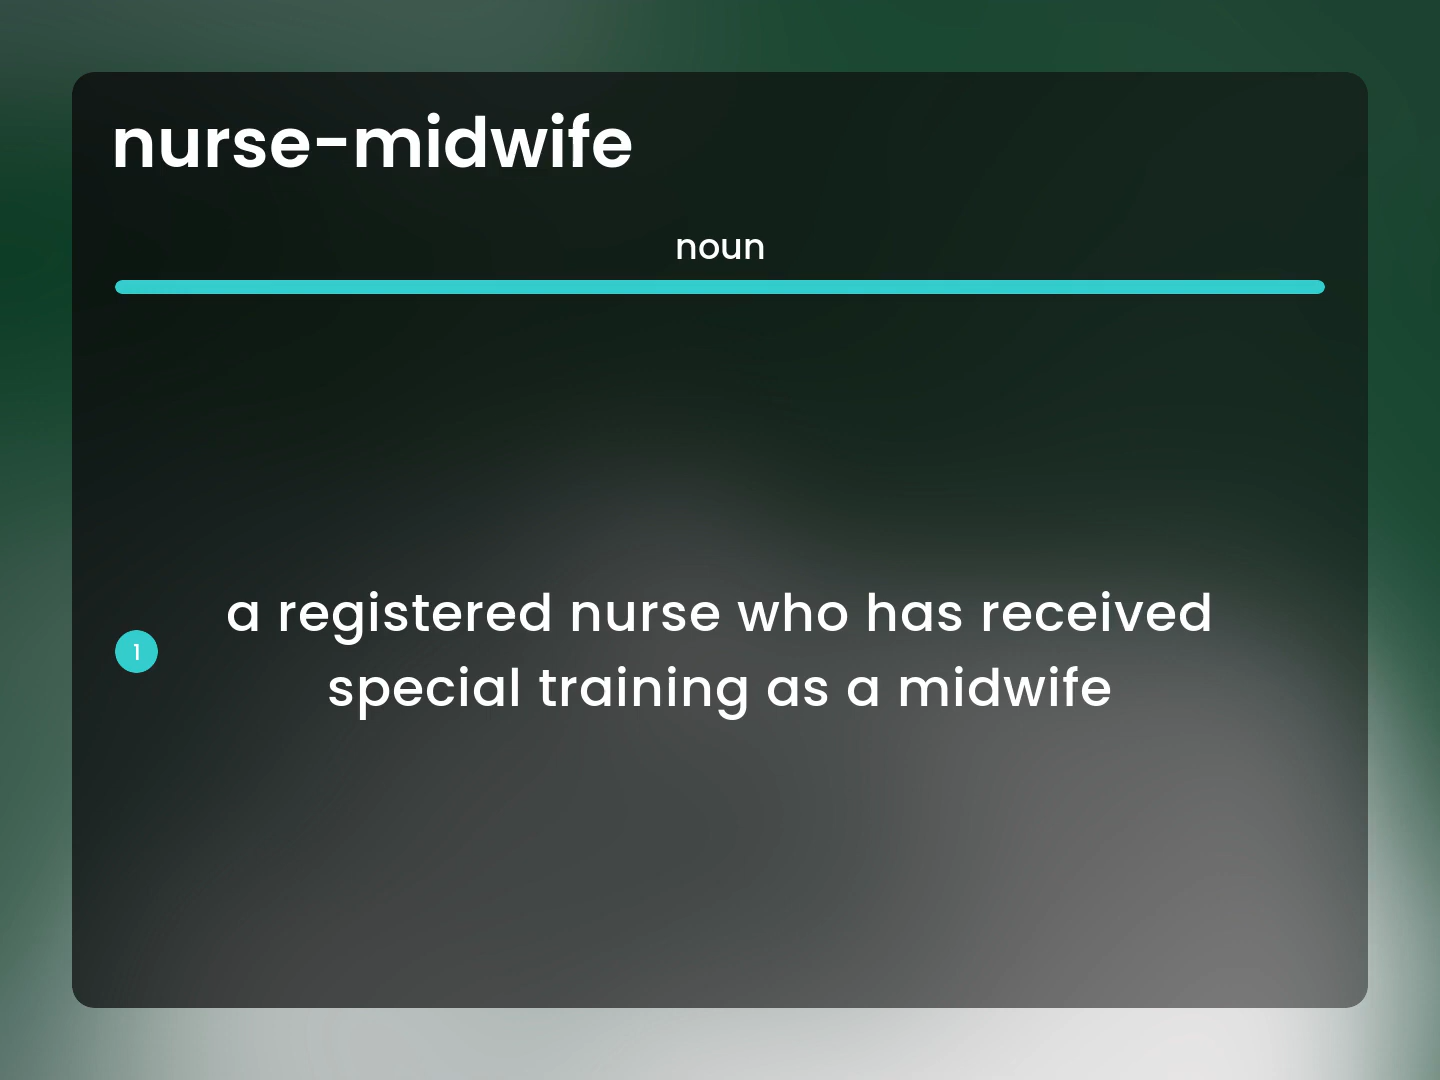 nurse-midwife
noun
1
a registered nurse who has received
special training as a midwife